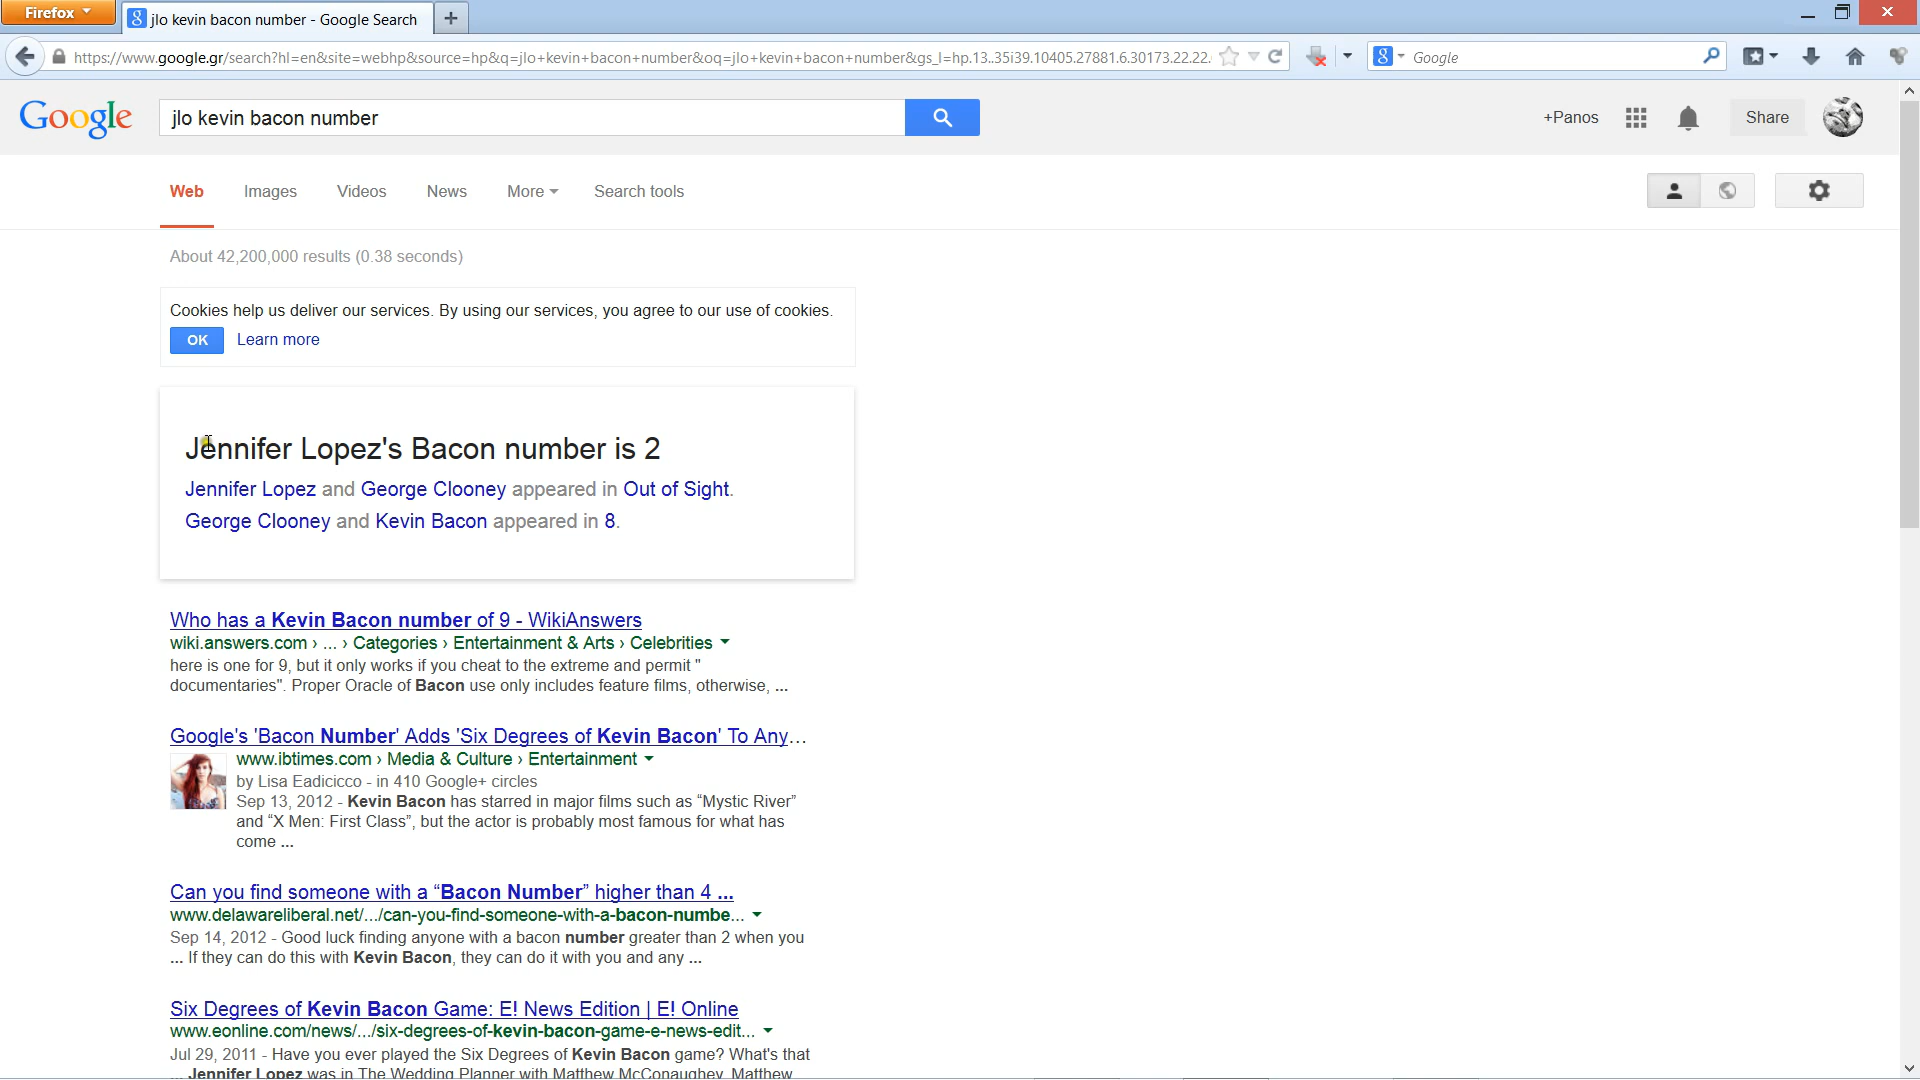 Firefox
jlo kevin bacon number - Google Search
https://www.google.gr/search?hl=en&site=webhp&source=hp&q=jlo+kevin+bacon+number&oq=jlo+kevin+bacon+number&gs_l=hp.13..35i39.10405.27881.6.30173.22.22.
Google
Google
jlo kevin bacon number
+Panos
Share
Web
Images
Videos
News
More
Search tools
About 42,200,000 results (0.38 seconds)
Cookies help us deliver our services. By using our services, you agree to our use of cookies.
OK
Learn more
Jennifer Lopez's Bacon number is 2
Jennifer Lopez and George Clooney appeared in Out of Sight.
George Clooney and Kevin Bacon appeared in 8.
Who has a Kevin Bacon number of 9 - WikiAnswers
wiki.answers.com › ... › Categories › Entertainment & Arts › Celebrities
here is one for 9, but it only works if you cheat to the extreme and permit "
documentaries". Proper Oracle of Bacon use only includes feature films, otherwise, ...
Google's 'Bacon Number' Adds 'Six Degrees of Kevin Bacon' To Any...
www.ibtimes.com › Media & Culture › Entertainment
by Lisa Eadicicco - in 410 Google+ circles
Sep 13, 2012 - Kevin Bacon has starred in major films such as “Mystic River”
and “X Men: First Class”, but the actor is probably most famous for what has
come ...
Can you find someone with a “Bacon Number” higher than 4 ...
www.delawareliberal.net/.../can-you-find-someone-with-a-bacon-numbe...
Sep 14, 2012 - Good luck finding anyone with a bacon number greater than 2 when you
... If they can do this with Kevin Bacon, they can do it with you and any ...
Six Degrees of Kevin Bacon Game: E! News Edition | E! Online
www.eonline.com/news/.../six-degrees-of-kevin-bacon-game-e-news-edit...
Jul 29, 2011 - Have you ever played the Six Degrees of Kevin Bacon game? What's that
... Jennifer Lopez was in The Wedding Planner with Matthew McConaughey. Matthew